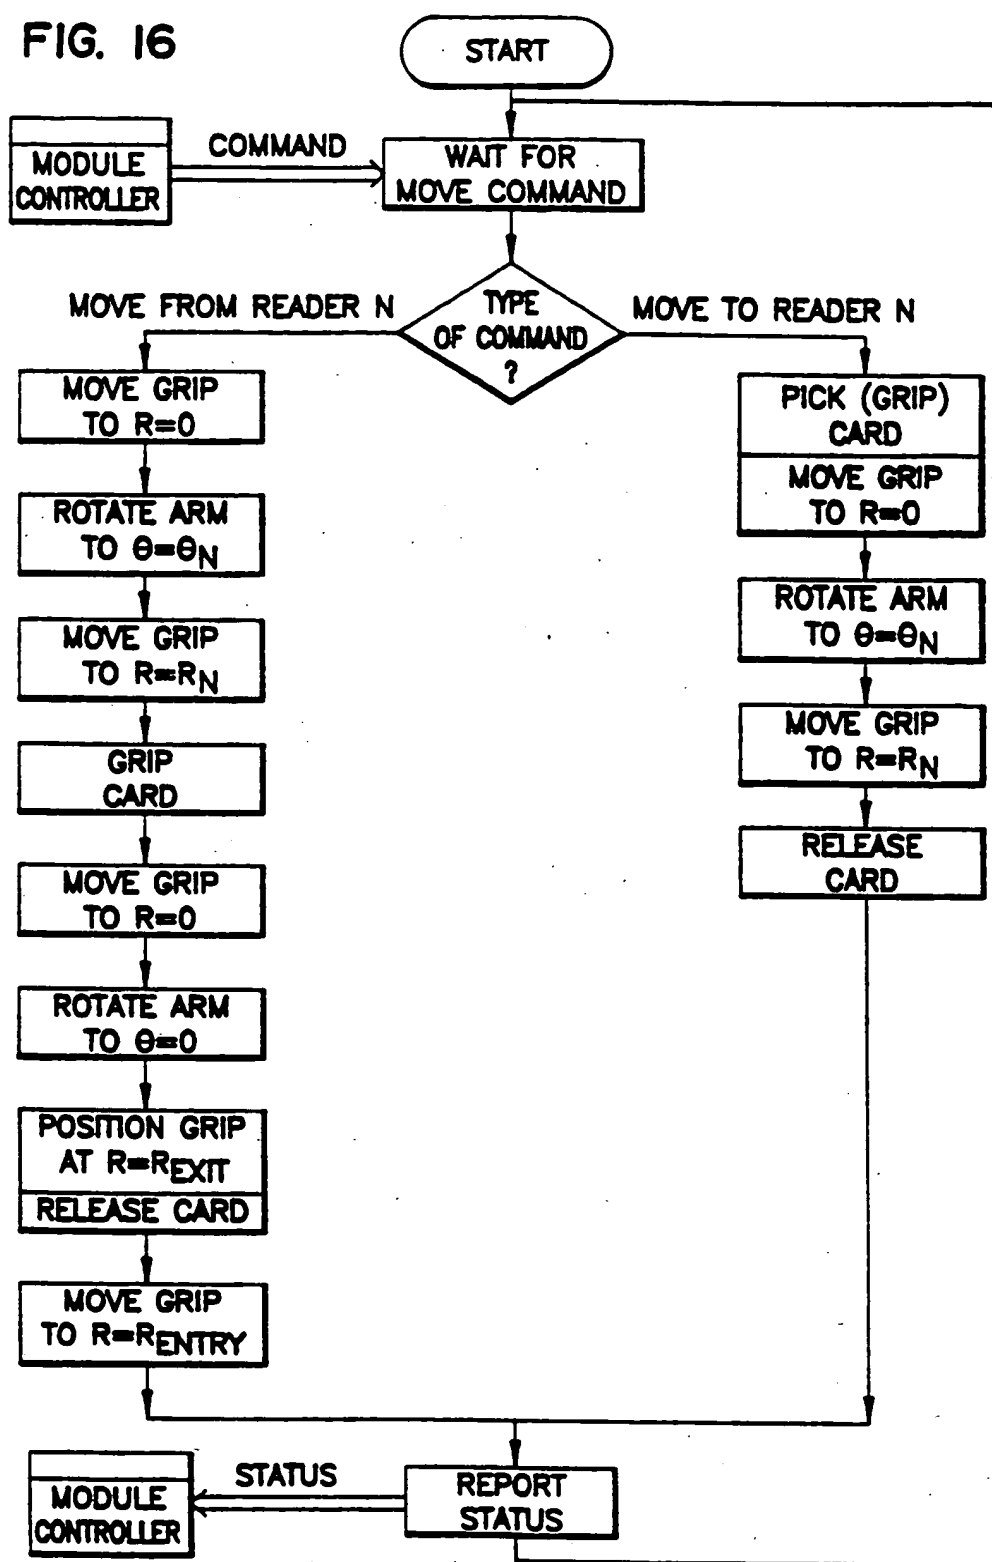 FIG. 16
START
MODULE
CONTROLLER
COMMAND
WAIT FOR
MOVE COMMAND
TYPE
OF COMMAND
?
MOVE FROM READER N
MOVE TO READER N
MOVE GRIP
TO R=0
ROTATE ARM
TO θ=θN
MOVE GRIP
TO R=RN
GRIP
CARD
MOVE GRIP
TO R=0
ROTATE ARM
TO θ=0
POSITION GRIP
AT R=REXIT
RELEASE CARD
MOVE GRIP
TO R=RENTRY
PICK (GRIP)
CARD
MOVE GRIP
TO R=0
ROTATE ARM
TO θ=θN
MOVE GRIP
TO R=RN
RELEASE
CARD
REPORT
STATUS
STATUS
MODULE
CONTROLLER